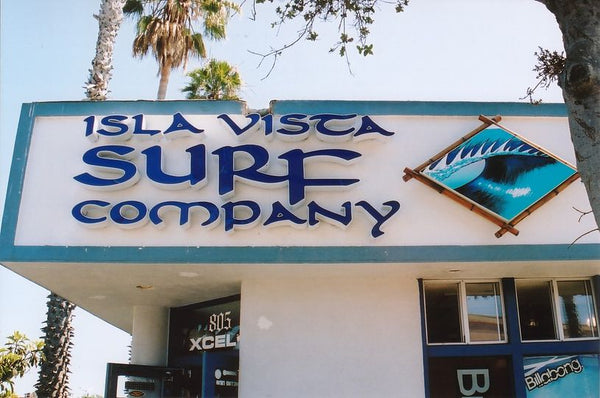 ISLA VISTA
SURF
COMPANY
805
XCEL
Billabong
B